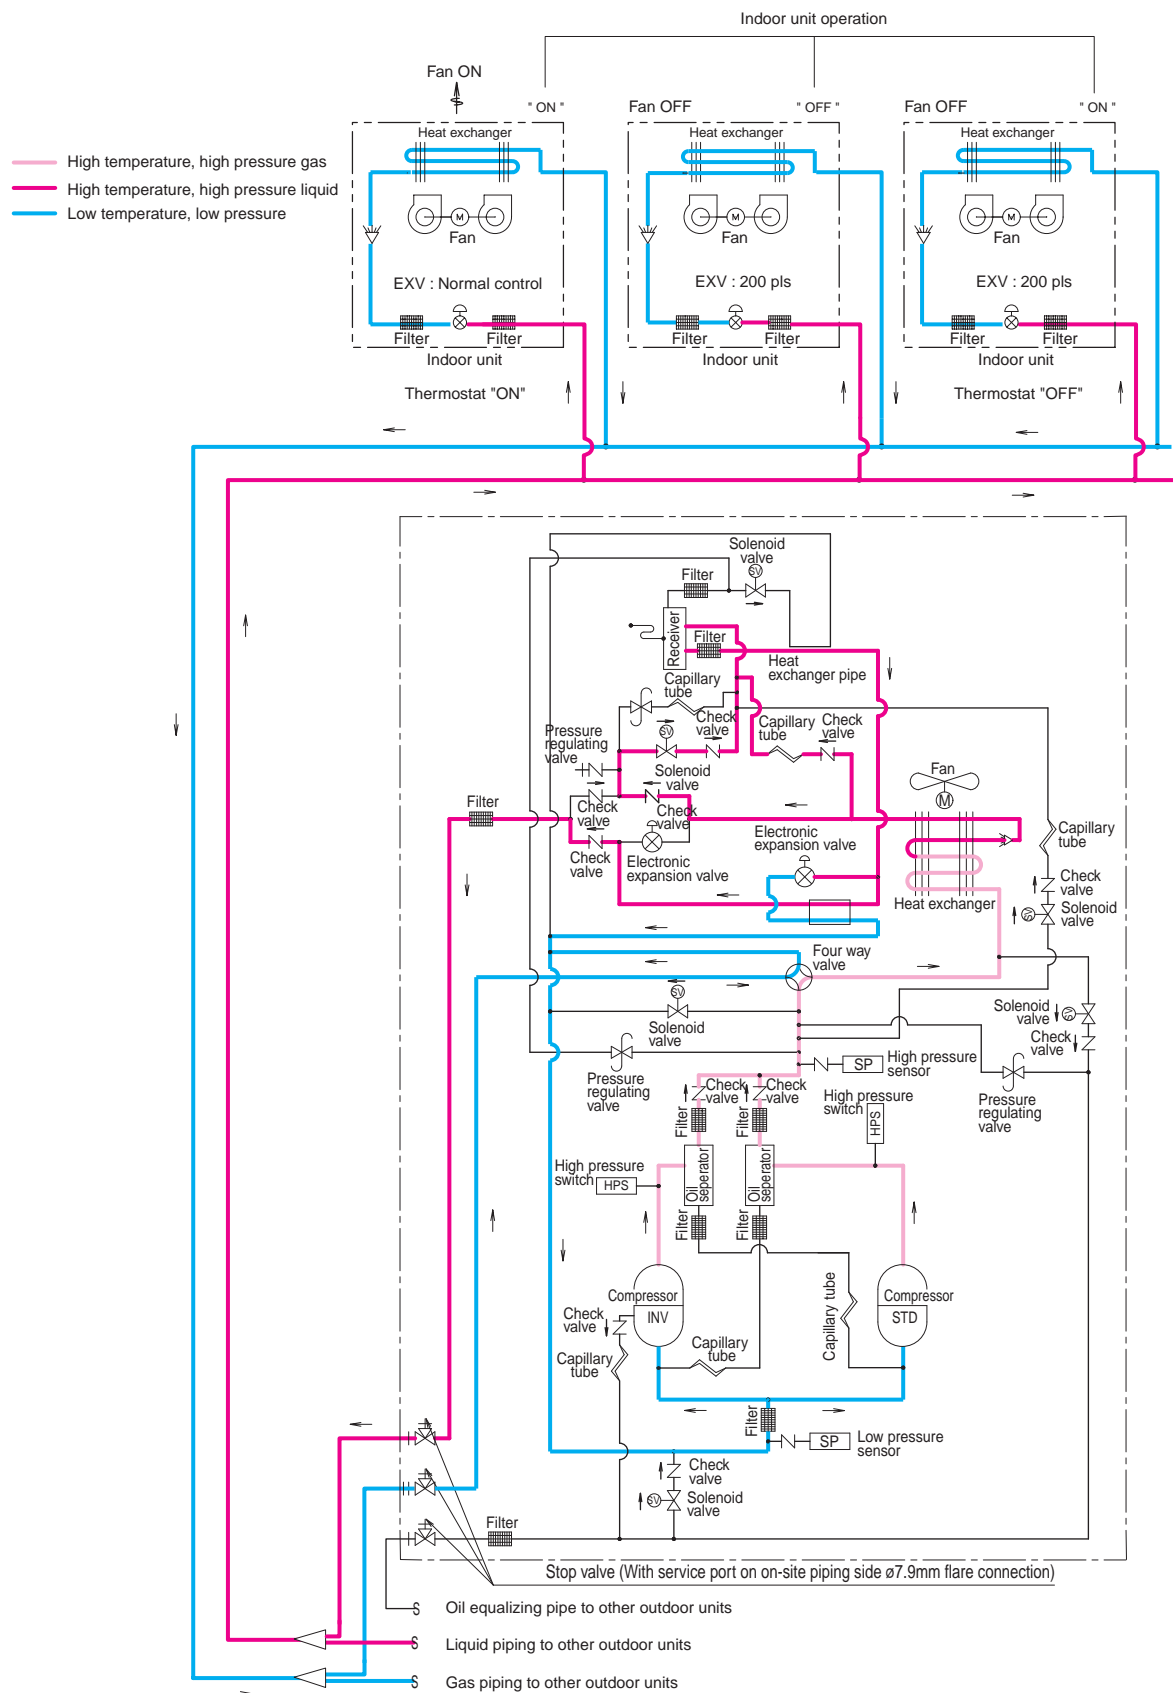 Indoor unit operation
Fan ON
" ON "
Fan OFF
" OFF "
Fan OFF
" ON "
High temperature, high pressure gas
High temperature, high pressure liquid
Low temperature, low pressure
Heat exchanger
M
Fan
EXV : Normal control
Filter
Filter
Indoor unit
Thermostat "ON"
Heat exchanger
M
Fan
EXV : 200 pls
Filter
Filter
Indoor unit
Heat exchanger
M
Fan
EXV : 200 pls
Filter
Filter
Indoor unit
Thermostat "OFF"
Solenoid
valve
SV
Filter
Receiver
Filter
Heat
exchanger pipe
Capillary
tube
Check
valve
SV
Capillary
tube
Check
valve
Pressure
regulating
valve
Solenoid
valve
Fan
M
Filter
Check
valve
Check
valve
Check
valve
Electronic
expansion valve
Electronic
expansion valve
Capillary
tube
Check
valve
Heat exchanger
SV
Solenoid
valve
Four way
valve
SV
Solenoid
valve
Solenoid
valve
SV
Check
valve
Pressure
regulating
valve
SP
High pressure
sensor
Pressure
regulating
valve
Check
valve
Check
valve
Filter
Filter
High pressure
switch
HPS
High pressure
switch
HPS
Oil
seperator
Oil
seperator
Filter
Filter
Compressor
INV
Compressor
STD
Check
valve
Capillary
tube
Capillary
tube
Capillary tube
Filter
SP
Low pressure
sensor
Check
valve
SV
Solenoid
valve
Filter
Stop valve (With service port on on-site piping side ø7.9mm flare connection)
Oil equalizing pipe to other outdoor units
Liquid piping to other outdoor units
Gas piping to other outdoor units